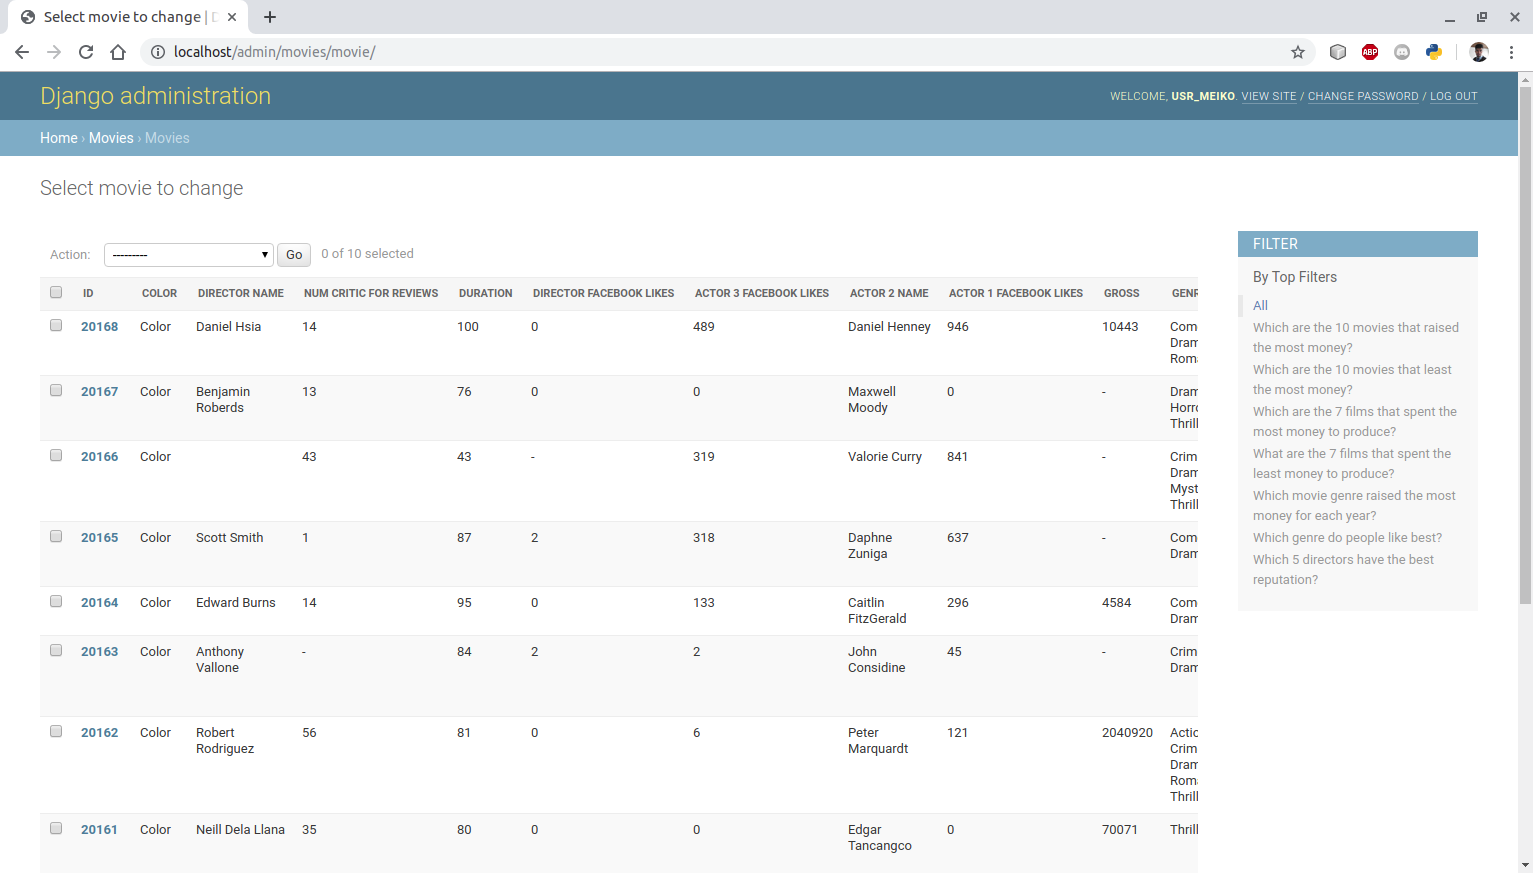 Select movie to change | D
localhost/admin/movies/movie/
ABP
Django administration
WELCOME, USR_MEIKO. VIEW SITE / CHANGE PASSWORD / LOG OUT
Home › Movies › Movies
Select movie to change
Action: --------- Go 0 of 10 selected
ID COLOR DIRECTOR NAME NUM CRITIC FOR REVIEWS DURATION DIRECTOR FACEBOOK LIKES ACTOR 3 FACEBOOK LIKES ACTOR 2 NAME ACTOR 1 FACEBOOK LIKES GROSS GENR
20168 Color Daniel Hsia 14 100 0 489 Daniel Henney 946 10443 Com
Dram
Roma
20167 Color Benjamin 13 76 0 0 Maxwell 0 - Dram
Roberds Moody Horro
Thrill
20166 Color 43 43 - 319 Valorie Curry 841 - Crim
Dram
Myst
Thrill
20165 Color Scott Smith 1 87 2 318 Daphne 637 - Com
Zuniga Dram
20164 Color Edward Burns 14 95 0 133 Caitlin 296 4584 Com
FitzGerald Dram
20163 Color Anthony - 84 2 2 John 45 - Crim
Vallone Considine Dram
20162 Color Robert 56 81 0 6 Peter 121 2040920 Actio
Rodriguez Marquardt Crim
Dram
Roma
Thrill
20161 Color Neill Dela Llana 35 80 0 0 Edgar 0 70071 Thrill
Tancangco
FILTER
By Top Filters
All
Which are the 10 movies that raised
the most money?
Which are the 10 movies that least
the most money?
Which are the 7 films that spent the
most money to produce?
What are the 7 films that spent the
least money to produce?
Which movie genre raised the most
money for each year?
Which genre do people like best?
Which 5 directors have the best
reputation?